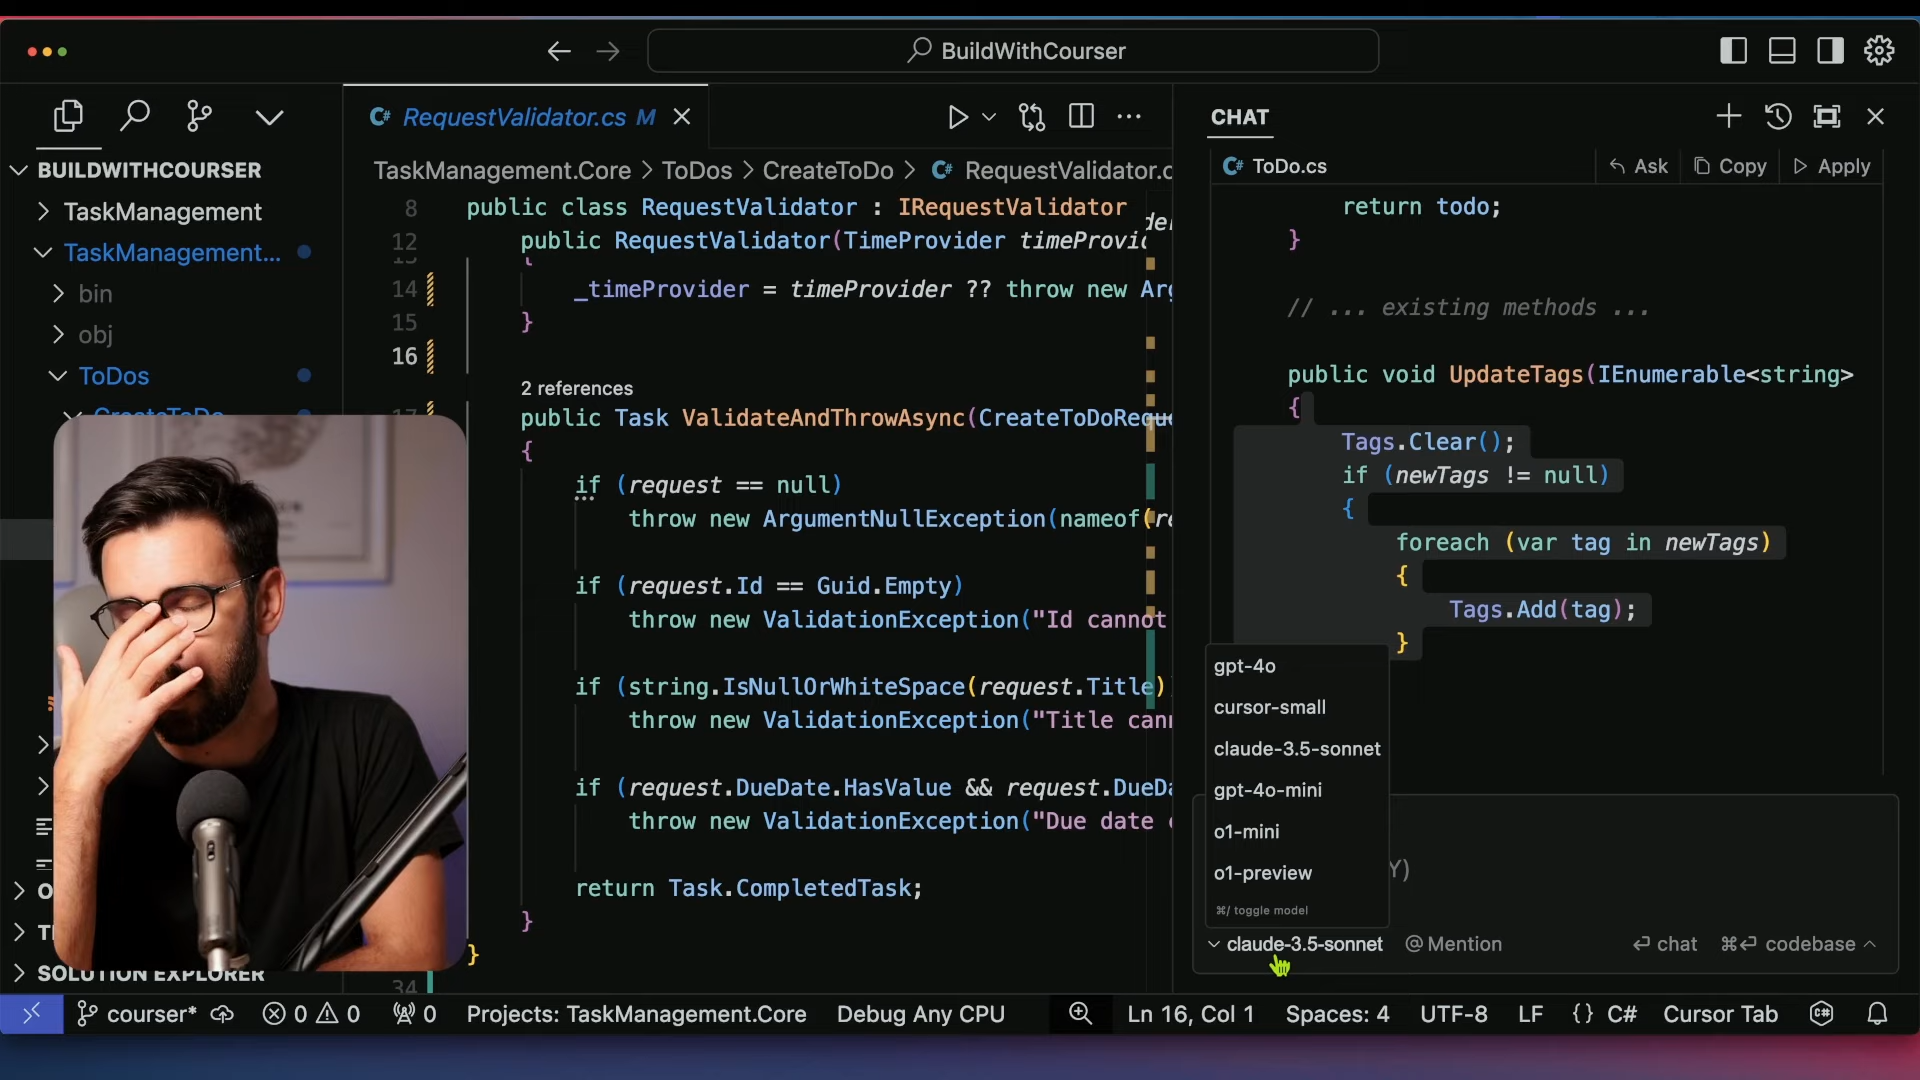 BuildWithCourser
C# RequestValidator.cs M
CHAT
BUILDWITHCOURSER
TaskManagement
TaskManagement...
bin
obj
ToDos
CreateToDo
SOLUTION EXPLORER
TaskManagement.Core > ToDos > CreateToDo > C# RequestValidator.c
8 public class RequestValidator : IRequestValidator
12 public RequestValidator(TimeProvider timeProvid
{
14 _timeProvider = timeProvider ?? throw new Arg
15 }
16
2 references
17 public Task ValidateAndThrowAsync(CreateToDoReque
{
if (request == null)
throw new ArgumentNullException(nameof(re
if (request.Id == Guid.Empty)
throw new ValidationException("Id cannot
if (string.IsNullOrWhiteSpace(request.Title)
throw new ValidationException("Title can
if (request.DueDate.HasValue && request.DueDa
throw new ValidationException("Due date
return Task.CompletedTask;
}
}
34
C# ToDo.cs
Ask
Copy
Apply
return todo;
}
// ... existing methods ...
public void UpdateTags(IEnumerable<string>
{
Tags.Clear();
if (newTags != null)
{
foreach (var tag in newTags)
{
Tags.Add(tag);
}
gpt-4o
cursor-small
claude-3.5-sonnet
gpt-4o-mini
o1-mini
o1-preview
⌘/ toggle model
Y)
claude-3.5-sonnet @ Mention ↵ chat ⌘↵ codebase
courser* 0 0 0 Projects: TaskManagement.Core Debug Any CPU Ln 16, Col 1 Spaces: 4 UTF-8 LF {} C# Cursor Tab